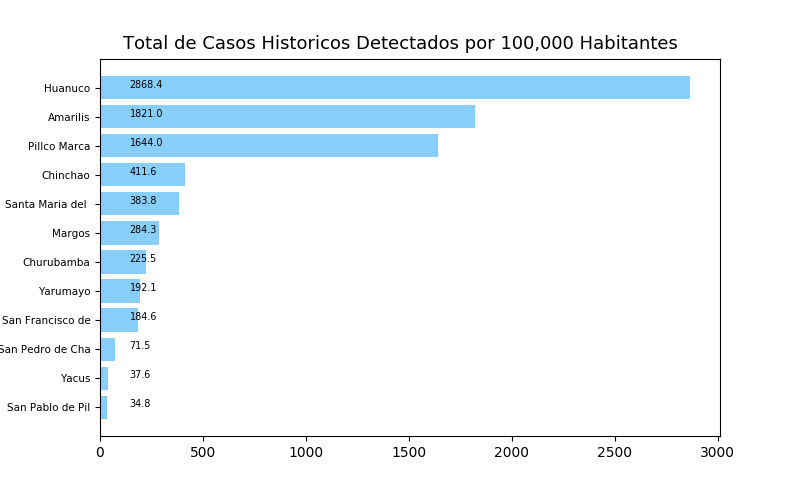 Total de Casos Historicos Detectados por 100,000 Habitantes
Huanuco 2868.4
Amarilis 1821.0
Pillco Marca 1644.0
Chinchao 411.6
Santa Maria del 383.8
Margos 284.3
Churubamba 225.5
Yarumayo 192.1
San Francisco de 184.6
San Pedro de Cha 71.5
Yacus 37.6
San Pablo de Pil 34.8
0 500 1000 1500 2000 2500 3000